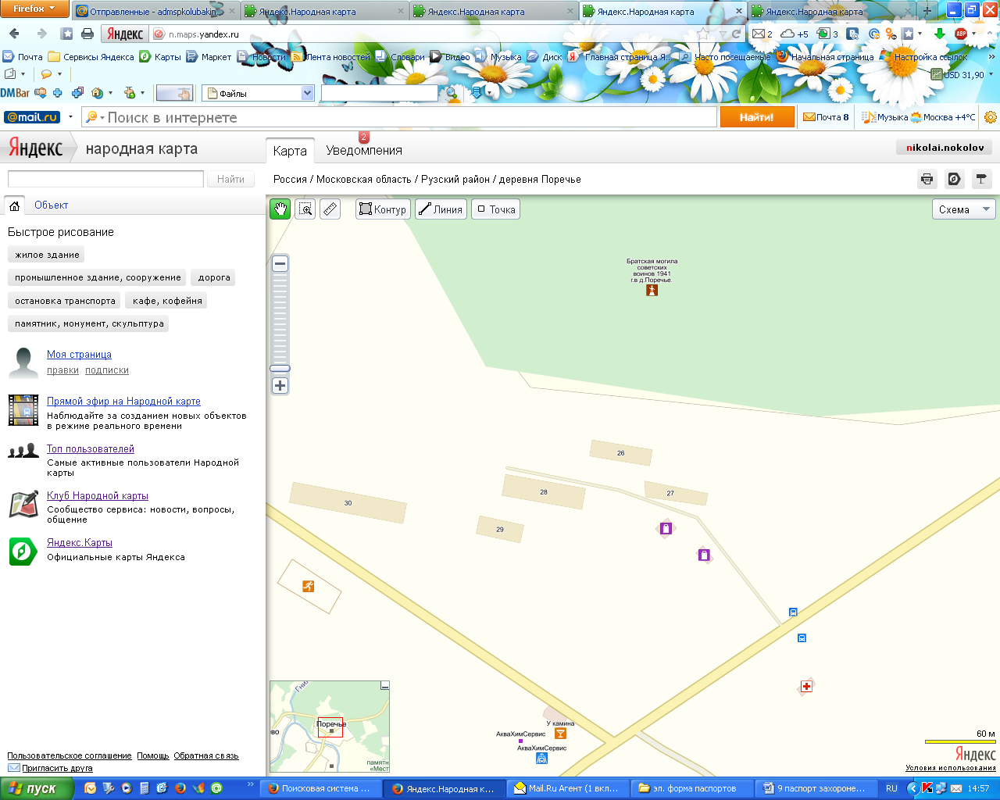 Firefox
Отправленные - admspkolubakin...
Яндекс.Народная карта
Яндекс.Народная карта
Яндекс.Народная карта
Яндекс.Народная карта
Яндекс
n.maps.yandex.ru
2
+5
3
ABP
Почта
Сервисы Яндекса
Карты
Маркет
Новости
Лента новостей
Словари
Видео
Музыка
Диск
Главная страница Я...
Часто посещаемые
Начальная страница
Настройка ссылок
USD 31,90
DMBar
Файлы
@mail.ru
Поиск в интернете
Найти!
Почта 8
Музыка
Москва +4°C
Яндекс
народная карта
Карта
Уведомления
2
nikolai.nokolov
Найти
Россия / Московская область / Рузский район / деревня Поречье
Объект
Контур
Линия
Точка
Схема
Быстрое рисование
жилое здание
промышленное здание, сооружение
дорога
остановка транспорта
кафе, кофейня
памятник, монумент, скульптура
Моя страница
правки подписки
Прямой эфир на Народной карте
Наблюдайте за созданием новых объектов
в режиме реального времени
Топ пользователей
Самые активные пользователи Народной
карты
Клуб Народной карты
Сообщество сервиса: новости, вопросы,
общение
Яндекс.Карты
Официальные карты Яндекса
Братская могила
советских
воинов 1941
г.в д.Поречье.
26
27
28
30
29
У камина
АкваХимСервис
АкваХимСервис
Поречье
ево
памятн
«Мест
60 м
Яндекс
Условия использования
Пользовательское соглашение Помощь Обратная связь
Пригласить друга
пуск
Поисковая система ...
Яндекс.Народная к...
Mail.Ru Агент (1 вкл...
эл. форма паспортов
9 паспорт захороне...
RU
14:57